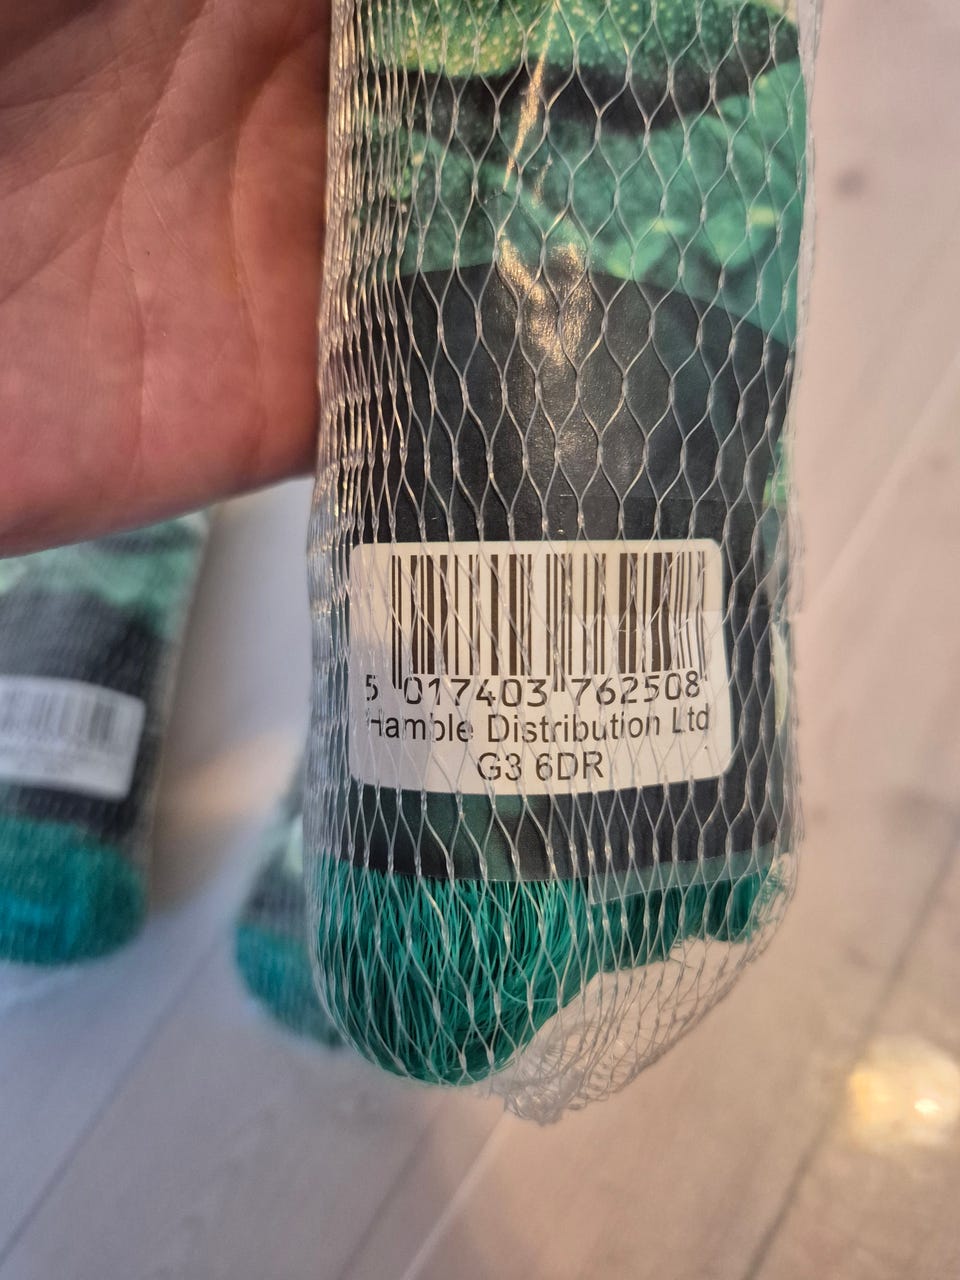 5 017403 762508
Hamble Distribution Ltd
G3 6DR